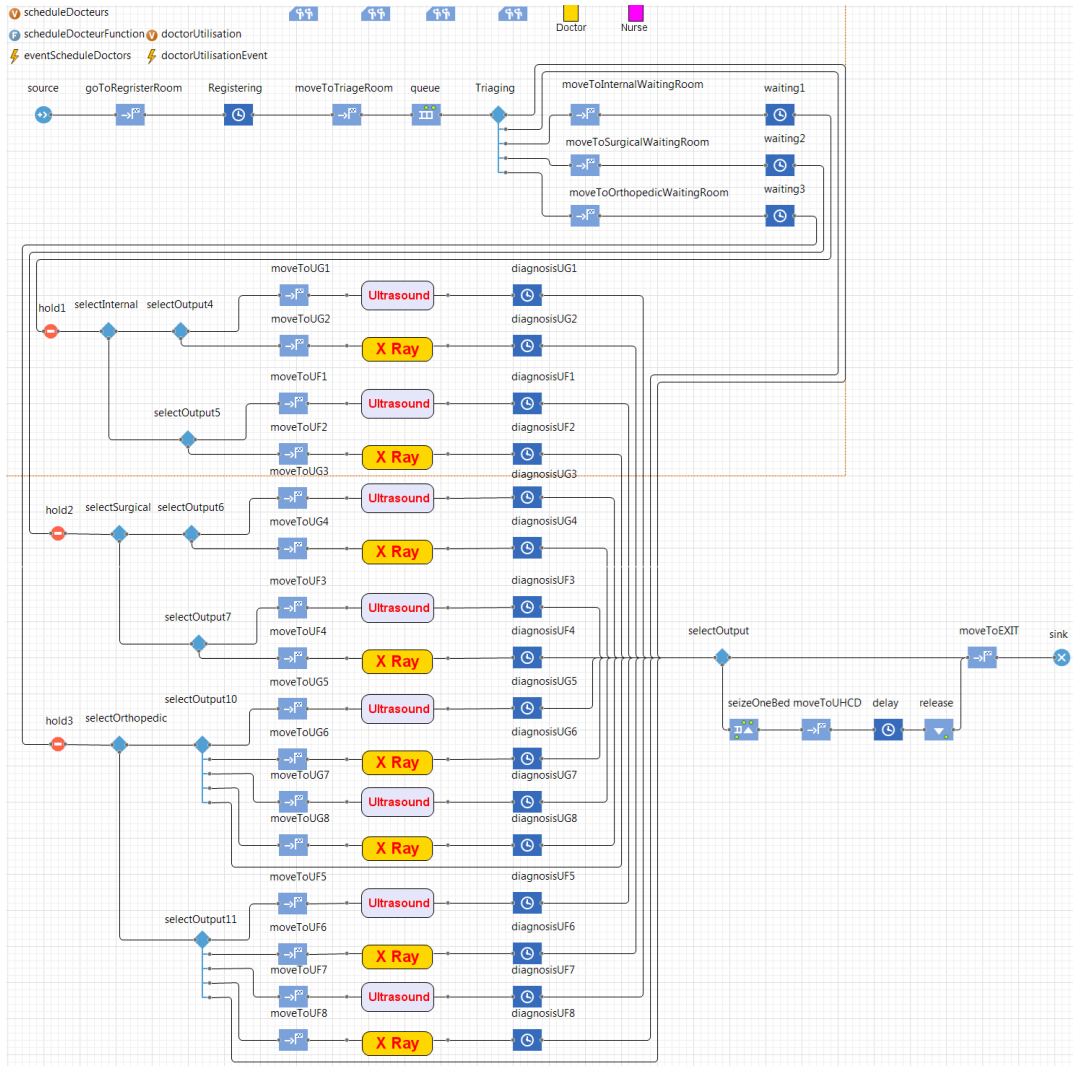 scheduleDocteurs
Doctor
Nurse
scheduleDocteurFunction
doctorUtilisation
eventScheduleDoctors
doctorUtilisationEvent
source
goToRegristerRoom
Registering
moveToTriageRoom
queue
Triaging
moveToInternalWaitingRoom
waiting1
moveToSurgicalWaitingRoom
waiting2
moveToOrthopedicWaitingRoom
waiting3
moveToUG1
diagnosisUG1
Ultrasound
hold1
selectInternal
selectOutput4
moveToUG2
diagnosisUG2
X Ray
moveToUF1
diagnosisUF1
Ultrasound
selectOutput5
moveToUF2
diagnosisUF2
X Ray
moveToUG3
diagnosisUG3
Ultrasound
hold2
selectSurgical
selectOutput6
moveToUG4
diagnosisUG4
X Ray
moveToUF3
diagnosisUF3
Ultrasound
selectOutput7
moveToUF4
diagnosisUF4
X Ray
selectOutput
moveToEXIT
sink
moveToUG5
diagnosisUG5
Ultrasound
selectOutput10
seizeOneBed
moveToUHCD
delay
release
hold3
selectOrthopedic
moveToUG6
diagnosisUG6
X Ray
moveToUG7
diagnosisUG7
Ultrasound
moveToUG8
diagnosisUG8
X Ray
moveToUF5
diagnosisUF5
Ultrasound
selectOutput11
moveToUF6
diagnosisUF6
X Ray
moveToUF7
diagnosisUF7
Ultrasound
moveToUF8
diagnosisUF8
X Ray